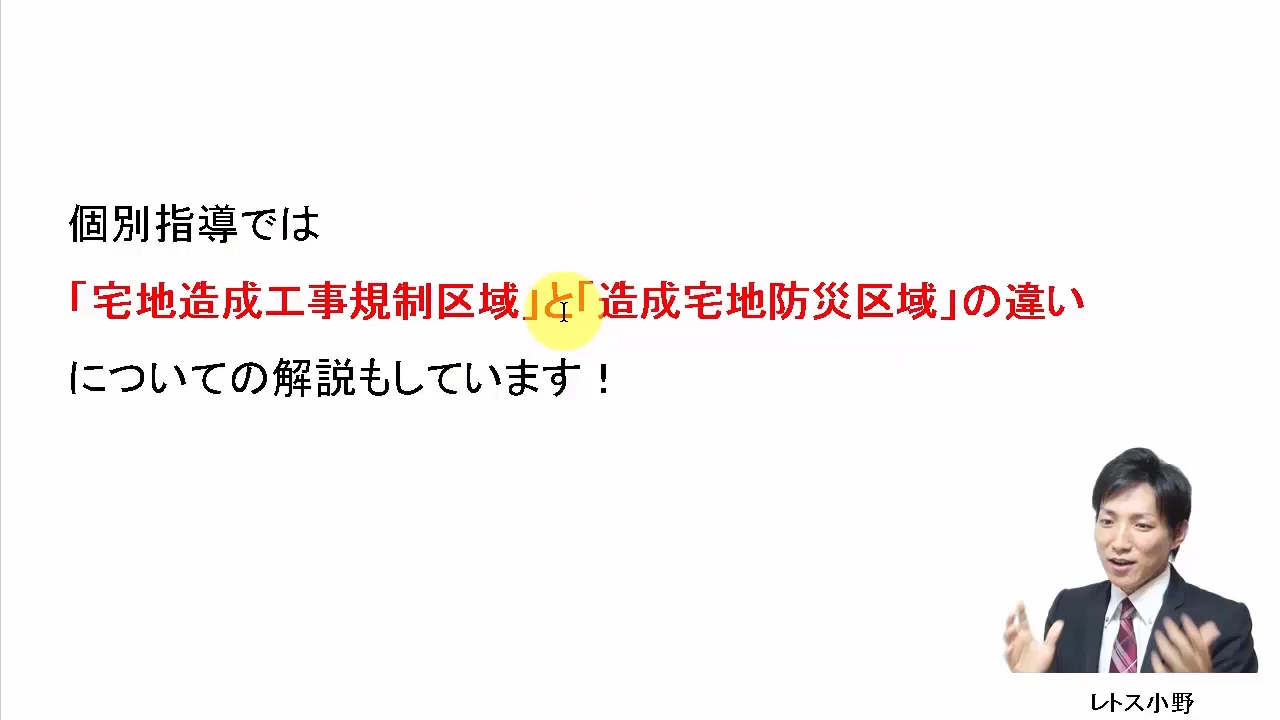 個別指導では
「宅地造成工事規制区域」と「造成宅地防災区域」の違い
についての解説もしています！
レトス小野